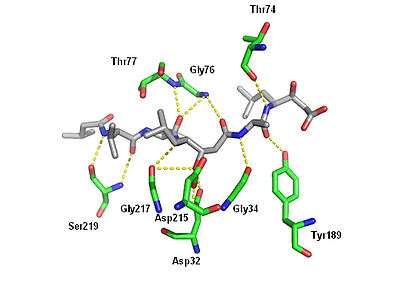 Thr74
Thr77
Gly76
Ser219
Gly217
Asp215
Gly34
Asp32
Tyr189